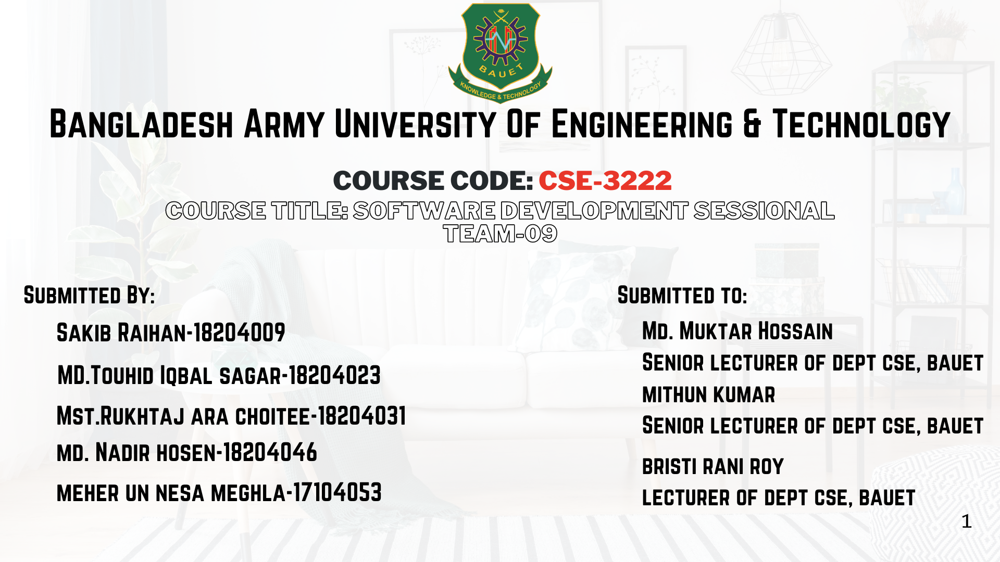 BAUET
KNOWLEDGE & TECHNOLOGY
Bangladesh Army University Of Engineering & Technology
COURSE CODE: CSE-3222
COURSE TITLE: SOFTWARE DEVELOPMENT SESSIONAL
TEAM-09
Submitted By:
Sakib Raihan-18204009
MD.Touhid Iqbal sagar-18204023
Mst.Rukhtaj ara choitee-18204031
md. Nadir hosen-18204046
meher un nesa meghla-17104053
Submitted to:
Md. Muktar Hossain
Senior lecturer of dept cse, bauet
mithun kumar
Senior lecturer of dept cse, bauet
bristi rani roy
lecturer of dept cse, bauet
1